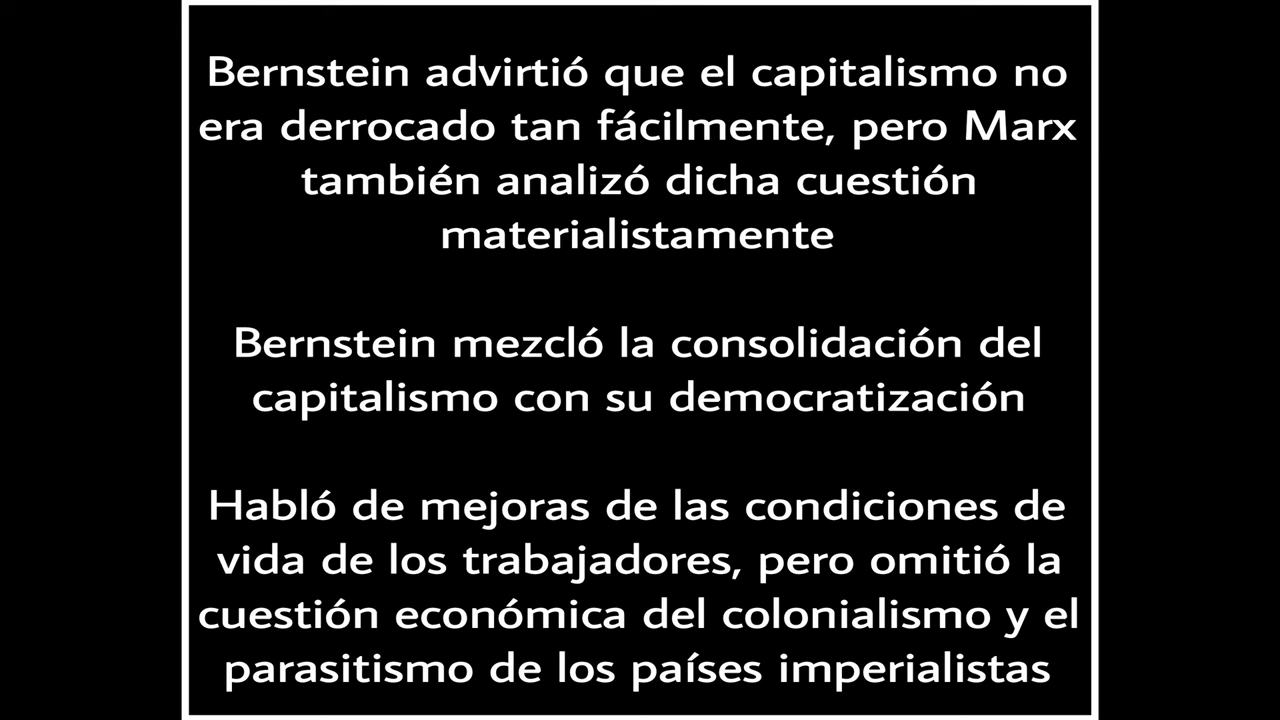 Bernstein advirtió que el capitalismo no
era derrocado tan fácilmente, pero Marx
también analizó dicha cuestión
materialistamente
Bernstein mezcló la consolidación del
capitalismo con su democratización
Habló de mejoras de las condiciones de
vida de los trabajadores, pero omitió la
cuestión económica del colonialismo y el
parasitismo de los países imperialistas